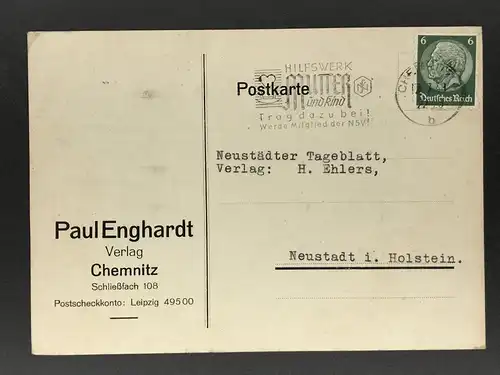 HILFSWERK
MUTTER
und Kind
Trag dazu bei!
Werde Mitglied der NSV!
6 6
Deutsches Reich
b
Postkarte
Neustädter Tageblatt,
Verlag: H. Ehlers,
Neustadt i. Holstein.
Paul Enghardt
Verlag
Chemnitz
Schließfach 108
Postscheckkonto: Leipzig 49500